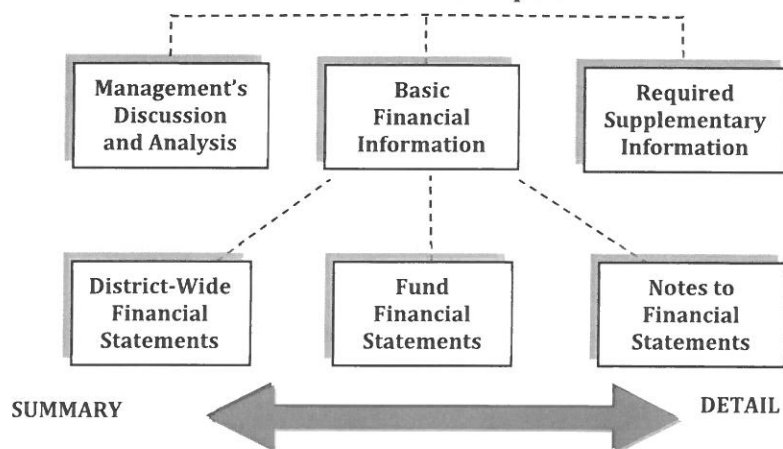 Management's
Discussion
and Analysis
Basic
Financial
Information
Required
Supplementary
Information
District-Wide
Financial
Statements
Fund
Financial
Statements
Notes to
Financial
Statements
SUMMARY
DETAIL